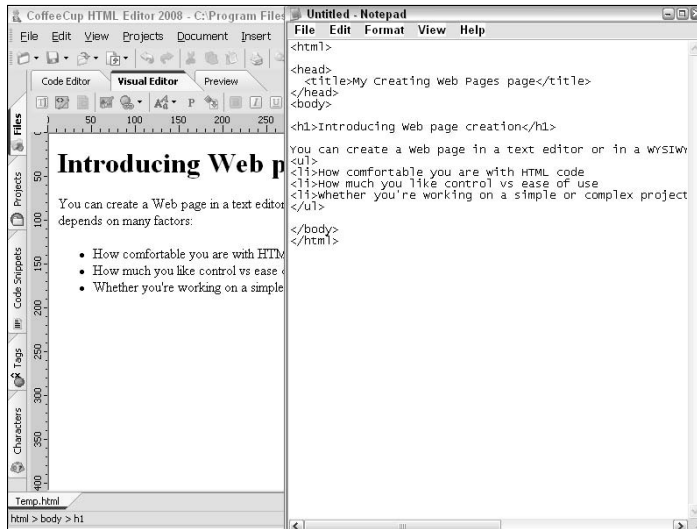 CoffeeCup HTML Editor 2008 - C:\Program Files
File Edit View Projects Document Insert
Code Editor Visual Editor Preview
50 100 150 200 250
Files
Projects
Code Snippets
Tags
Characters
50
100
150
200
250
300
350
400
Introducing Web p
You can create a Web page in a text editor
depends on many factors:
• How comfortable you are with HTM
• How much you like control vs ease
• Whether you're working on a simple
Temp.html
html > body > h1
Untitled - Notepad
File Edit Format View Help
<html>
<head>
<title>My Creating Web Pages page</title>
</head>
<body>
<h1>Introducing Web page creation</h1>
You can create a Web page in a text editor or in a WYSIWY
<ul>
<li>How comfortable you are with HTML code
<li>How much you like control vs ease of use
<li>Whether you're working on a simple or complex project
</ul>
</body>
</html>